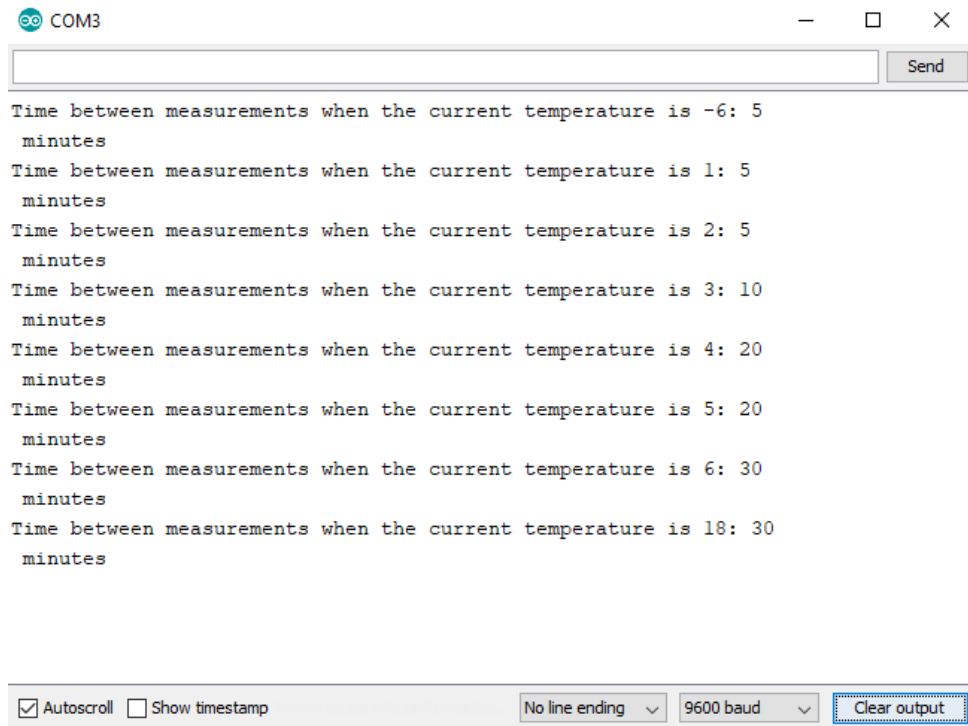 COM3
Send
Time between measurements when the current temperature is -6: 5
minutes
Time between measurements when the current temperature is 1: 5
minutes
Time between measurements when the current temperature is 2: 5
minutes
Time between measurements when the current temperature is 3: 10
minutes
Time between measurements when the current temperature is 4: 20
minutes
Time between measurements when the current temperature is 5: 20
minutes
Time between measurements when the current temperature is 6: 30
minutes
Time between measurements when the current temperature is 18: 30
minutes
Autoscroll Show timestamp No line ending 9600 baud Clear output